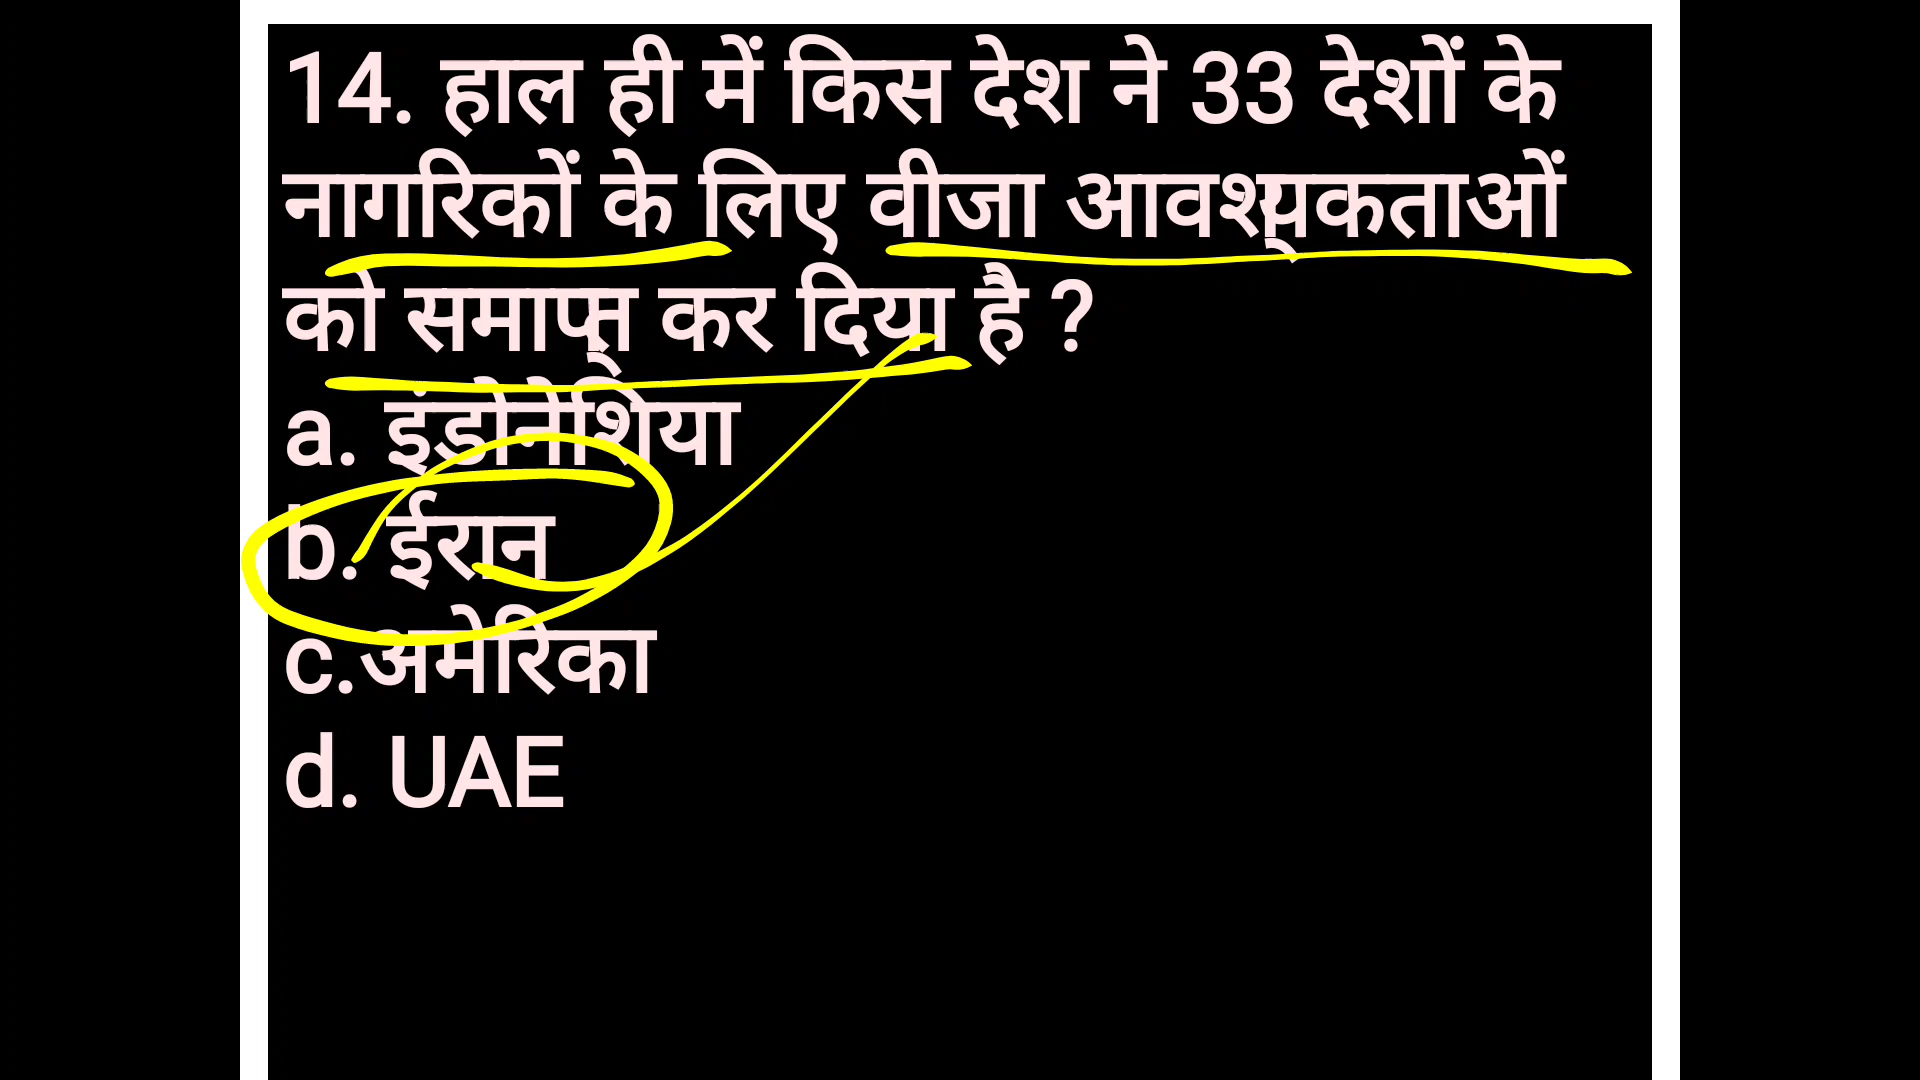 14. हाल ही में किस देश ने 33 देशों के
नागरिकों के लिए वीजा आवश्यकताओं
को समाप्त कर दिया है ?
a. इंडोनेशिया
b. ईरान
c.अमेरिका
d. UAE